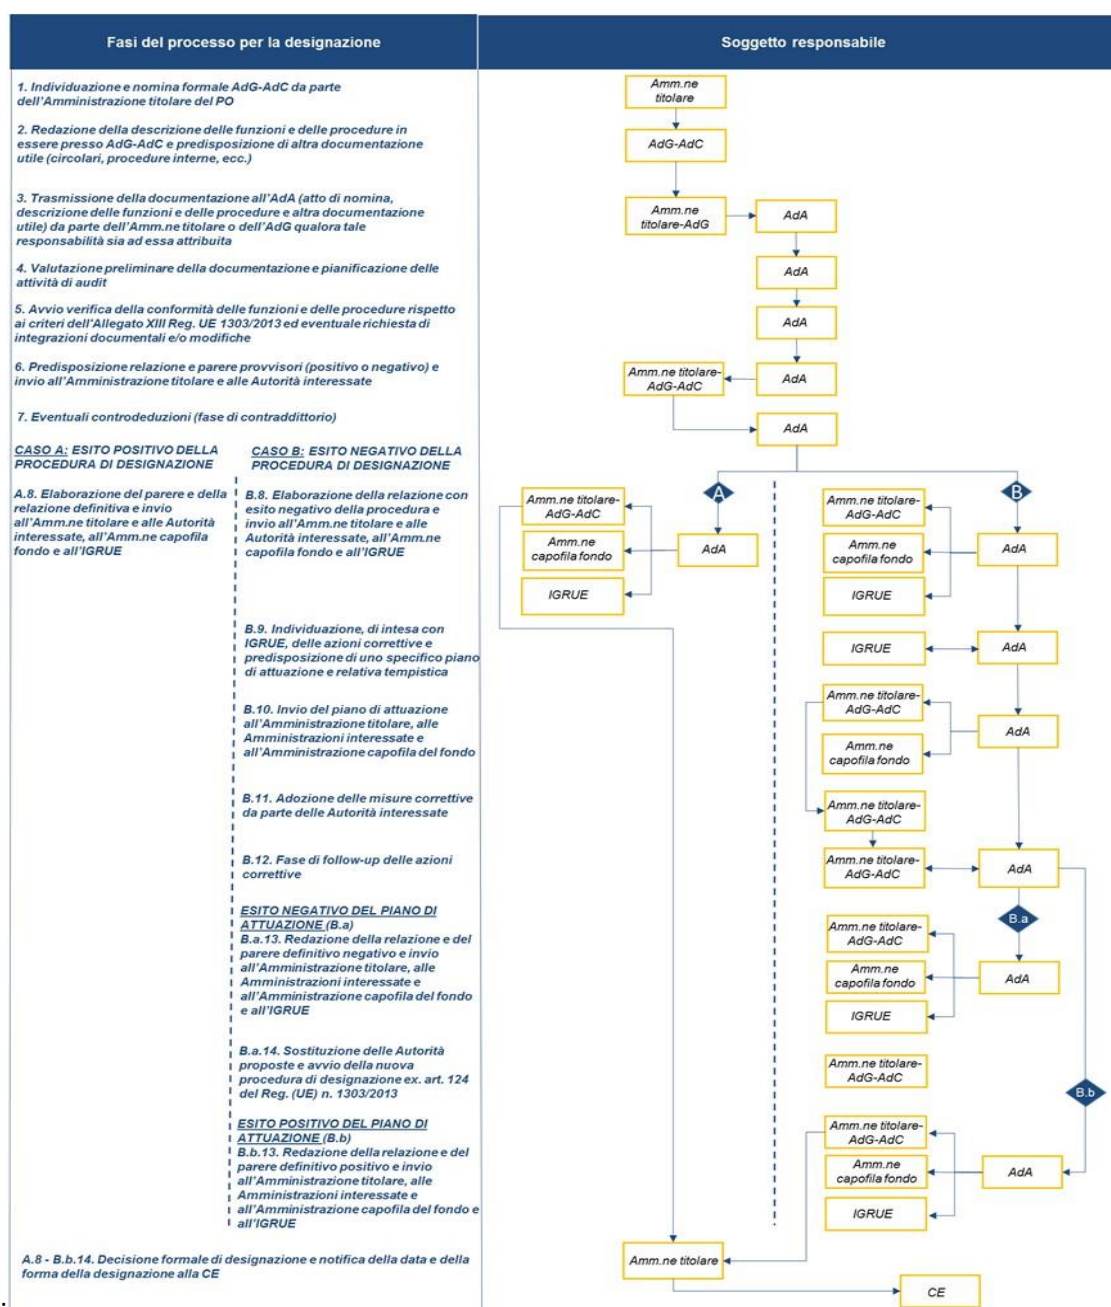 Fasi del processo per la designazione
Soggetto responsabile
1. Individuazione e nomina formale AdG-AdC da parte
dell'Amministrazione titolare del PO
Amm.ne
titolare
2. Redazione della descrizione delle funzioni e delle procedure in
essere presso AdG-AdC e predisposizione di altra documentazione
utile (circolari, procedure interne, ecc.)
AdG-AdC
3. Trasmissione della documentazione all'AdA (atto di nomina,
descrizione delle funzioni e delle procedure e altra documentazione
utile) da parte dell'Amm.ne titolare o dell'AdG qualora tale
responsabilità sia ad essa attribuita
Amm.ne
titolare-AdG
AdA
4. Valutazione preliminare della documentazione e pianificazione delle
attività di audit
AdA
5. Avvio verifica della conformità delle funzioni e delle procedure rispetto
ai criteri dell'Allegato XIII Reg. UE 1303/2013 ed eventuale richiesta di
integrazioni documentali e/o modifiche
AdA
6. Predisposizione relazione e parere provvisori (positivo o negativo) e
invio all'Amministrazione titolare e alle Autorità interessate
Amm.ne titolare-
AdG-AdC
AdA
7. Eventuali controdeduzioni (fase di contraddittorio)
AdA
CASO A: ESITO POSITIVO DELLA
PROCEDURA DI DESIGNAZIONE
CASO B: ESITO NEGATIVO DELLA
PROCEDURA DI DESIGNAZIONE
A.8. Elaborazione del parere e della
relazione definitiva e invio
all'Amm.ne titolare e alle Autorità
interessate, all'Amm.ne capofila
fondo e all'IGRUE
B.8. Elaborazione della relazione con
esito negativo della procedura e
invio all'Amm.ne titolare e alle
Autorità interessate, all'Amm.ne
capofila fondo e all'IGRUE
A
Amm.ne titolare-
AdG-AdC
Amm.ne
capofila fondo
AdA
IGRUE
B
Amm.ne titolare-
AdG-AdC
Amm.ne
capofila fondo
AdA
IGRUE
B.9. Individuazione, di intesa con
IGRUE, delle azioni correttive e
predisposizione di uno specifico piano
di attuazione e relativa tempistica
IGRUE
AdA
B.10. Invio del piano di attuazione
all'Amministrazione titolare, alle
Amministrazioni interessate e
all'Amministrazione capofila del fondo
Amm.ne titolare-
AdG-AdC
AdA
Amm.ne
capofila fondo
B.11. Adozione delle misure correttive
da parte delle Autorità interessate
Amm.ne titolare-
AdG-AdC
B.12. Fase di follow-up delle azioni
correttive
Amm.ne titolare-
AdG-AdC
AdA
ESITO NEGATIVO DEL PIANO DI
ATTUAZIONE (B.a)
B.a.13. Redazione della relazione e del
parere definitivo negativo e invio
all'Amministrazione titolare, alle
Amministrazioni interessate e
all'Amministrazione capofila del fondo
e all'IGRUE
B.a
Amm.ne titolare-
AdG-AdC
Amm.ne
capofila fondo
AdA
IGRUE
B.a.14. Sostituzione delle Autorità
proposte e avvio della nuova
procedura di designazione ex. art. 124
del Reg. (UE) n. 1303/2013
Amm.ne titolare-
AdG-AdC
B.b
ESITO POSITIVO DEL PIANO DI
ATTUAZIONE (B.b)
B.b.13. Redazione della relazione e del
parere definitivo positivo e invio
all'Amministrazione titolare, alle
Amministrazioni interessate e
all'Amministrazione capofila del fondo e
all'IGRUE
Amm.ne titolare-
AdG-AdC
Amm.ne
capofila fondo
AdA
IGRUE
A.8 - B.b.14. Decisione formale di designazione e notifica della data e della
forma della designazione alla CE
Amm.ne titolare
CE
.